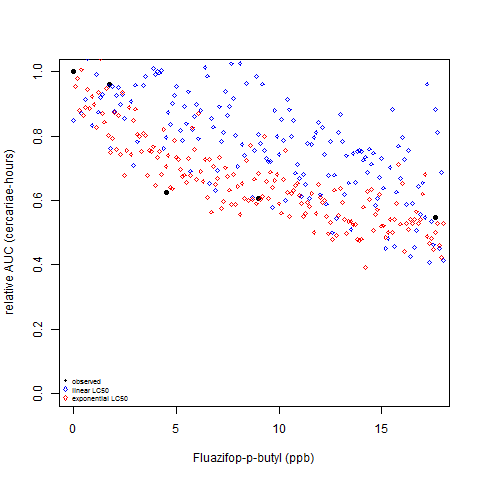 1.0
0.8
0.6
0.4
0.2
0.0
relative AUC (cercariae-hours)
observed
linear LC50
exponential LC50
0 5 10 15
Fluazifop-p-butyl (ppb)